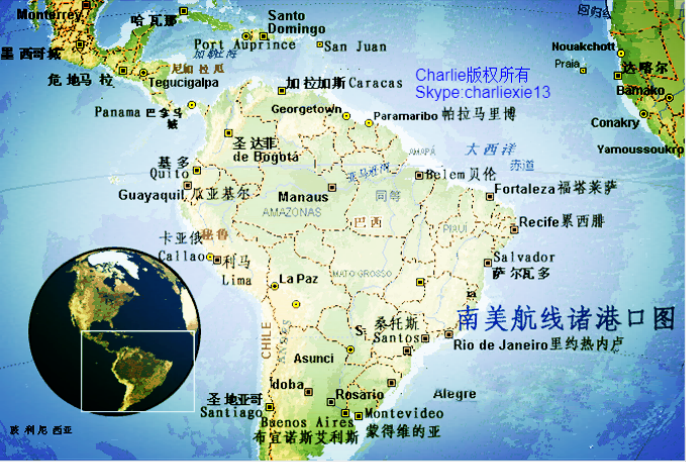 Monterrey
哈瓦那
Santo
Domingo
回归线
Port Auprince
San Juan
Nouakchott
墨西哥城
加勒比海
Praia
达喀尔
危地马拉
尼加拉瓜
Tegucigalpa
加拉加斯 Caracas
Charlie版权所有
Skype:charliexie13
Bamako
Panama 巴拿马
城
Georgetown
Paramaribo 帕拉马里博
Conakry
Yamoussoukro
圣达菲
de Bogota
大西洋
AMAPÁ
赤道
基多
Quito
亚马逊河
Belem 贝伦
Guayaquil 瓜亚基尔
Manaus
Fortaleza 福塔莱萨
AMAZONAS
巴西
PIAUÍ
Recife 累西腓
卡亚俄
秘鲁
Callao
利马
Lima
La Paz
MATO GROSSO
Salvador
萨尔瓦多
CHILE
ANDES
桑托斯
Santos
南美航线诸港口图
Rio de Janeiro 里约热内卢
Asunci
doba
Rosario
Alegre
圣地亚哥
Santiago
Buenos Aires
Montevideo
布宜诺斯艾利斯
蒙得维的亚
利尼西亚